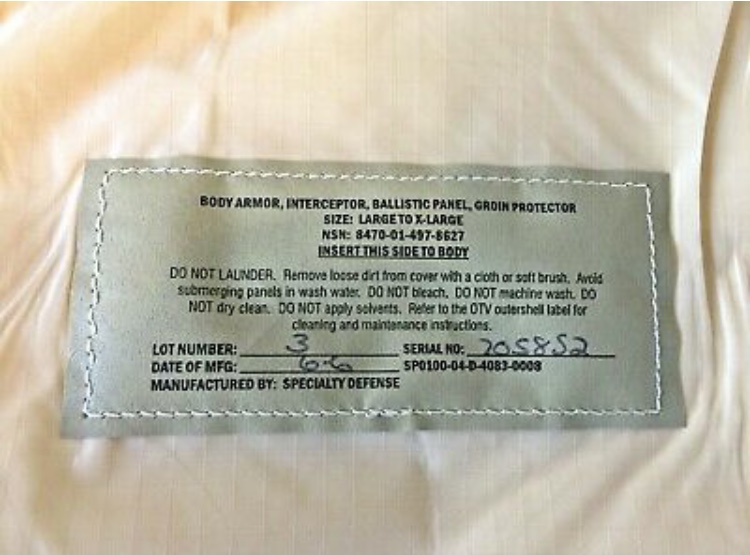 BODY ARMOR, INTERCEPTOR, BALLISTIC PANEL, GROIN PROTECTOR
SIZE: LARGE TO X-LARGE
NSN: 8470-01-497-8627
INSERT THIS SIDE TO BODY
DO NOT LAUNDER. Remove loose dirt from cover with a cloth or soft brush. Avoid
submerging panels in wash water. DO NOT bleach. DO NOT machine wash. DO
NOT dry clean. DO NOT apply solvents. Refer to the OTV outershell label for
cleaning and maintenance instructions.
LOT NUMBER: 3 SERIAL NO: 705852
DATE OF MFG: 6-6 SP0100-04-D-4083-0008
MANUFACTURED BY: SPECIALTY DEFENSE